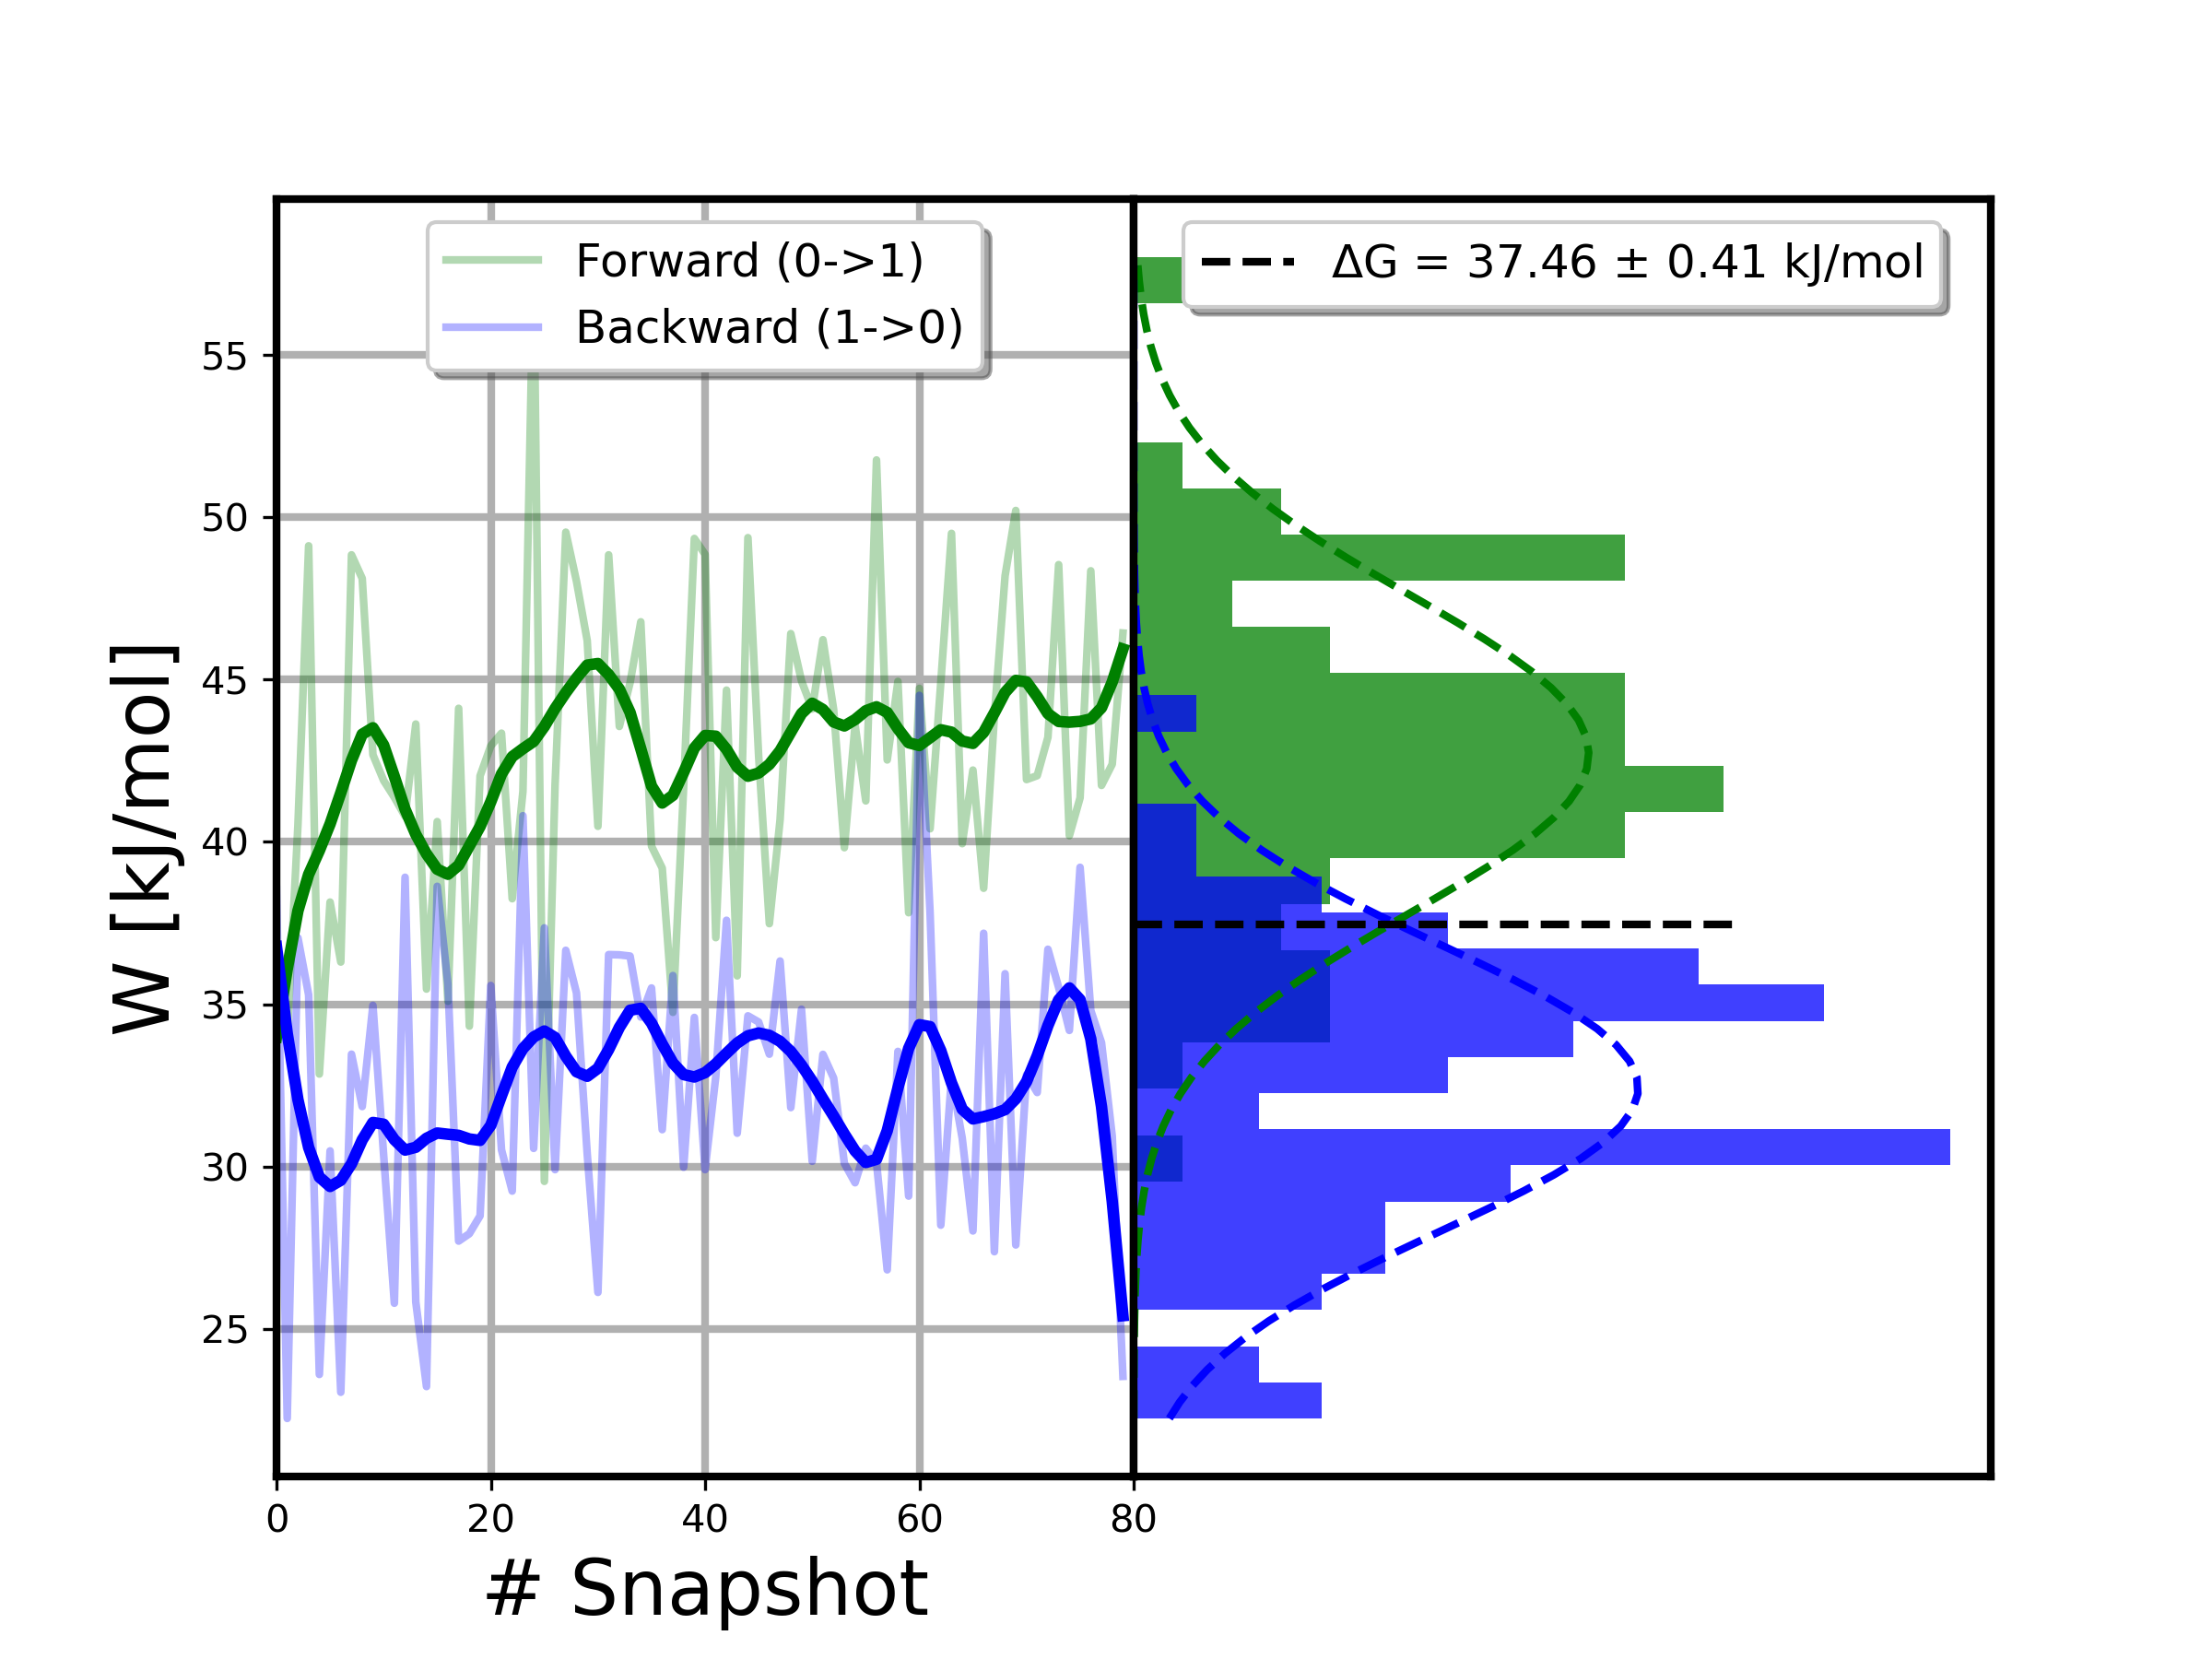 Forward (0->1)
Backward (1->0)
ΔG = 37.46 ± 0.41 kJ/mol
W [kJ/mol]
55
50
45
40
35
30
25
0 20 40 60 80
# Snapshot